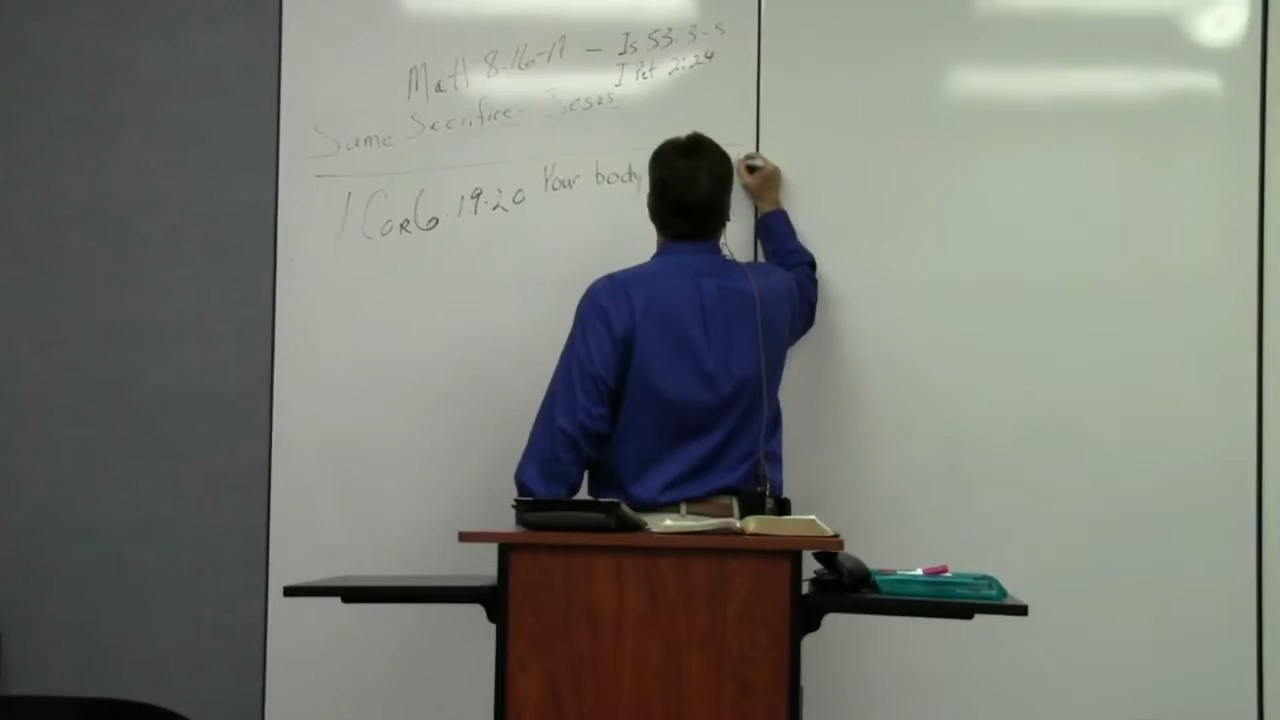 Matt 8:16-17 - Is 53:3-5
I Pet 2:24
Same Sacrifice - Jesus
I Cor 6:19-20 Your body